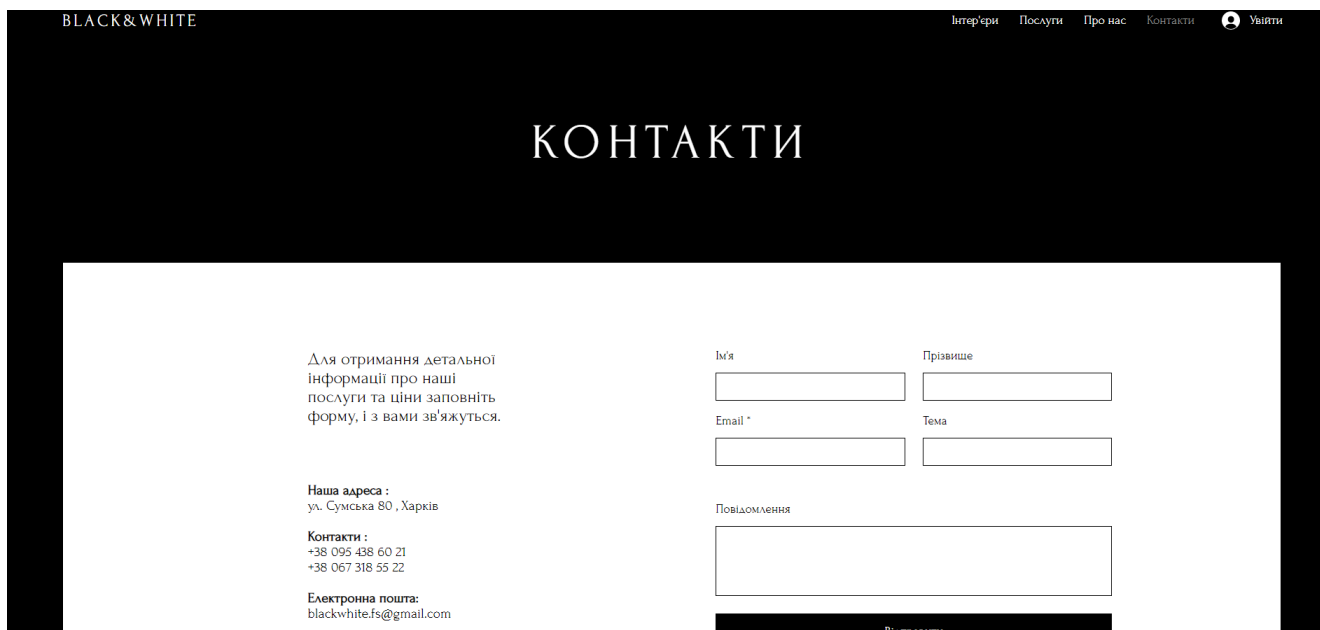 BLACK&WHITE
Інтер'єри Послуги Про нас Контакти Увійти
КОНТАКТИ
Для отримання детальної
інформації про наші
послуги та ціни заповніть
форму, і з вами зв'яжуться.
Наша адреса :
ул. Сумська 80 , Харків
Контакти :
+38 095 438 60 21
+38 067 318 55 22
Електронна пошта:
blackwhite.fs@gmail.com
Ім'я Прізвище
Email * Тема
Повідомлення